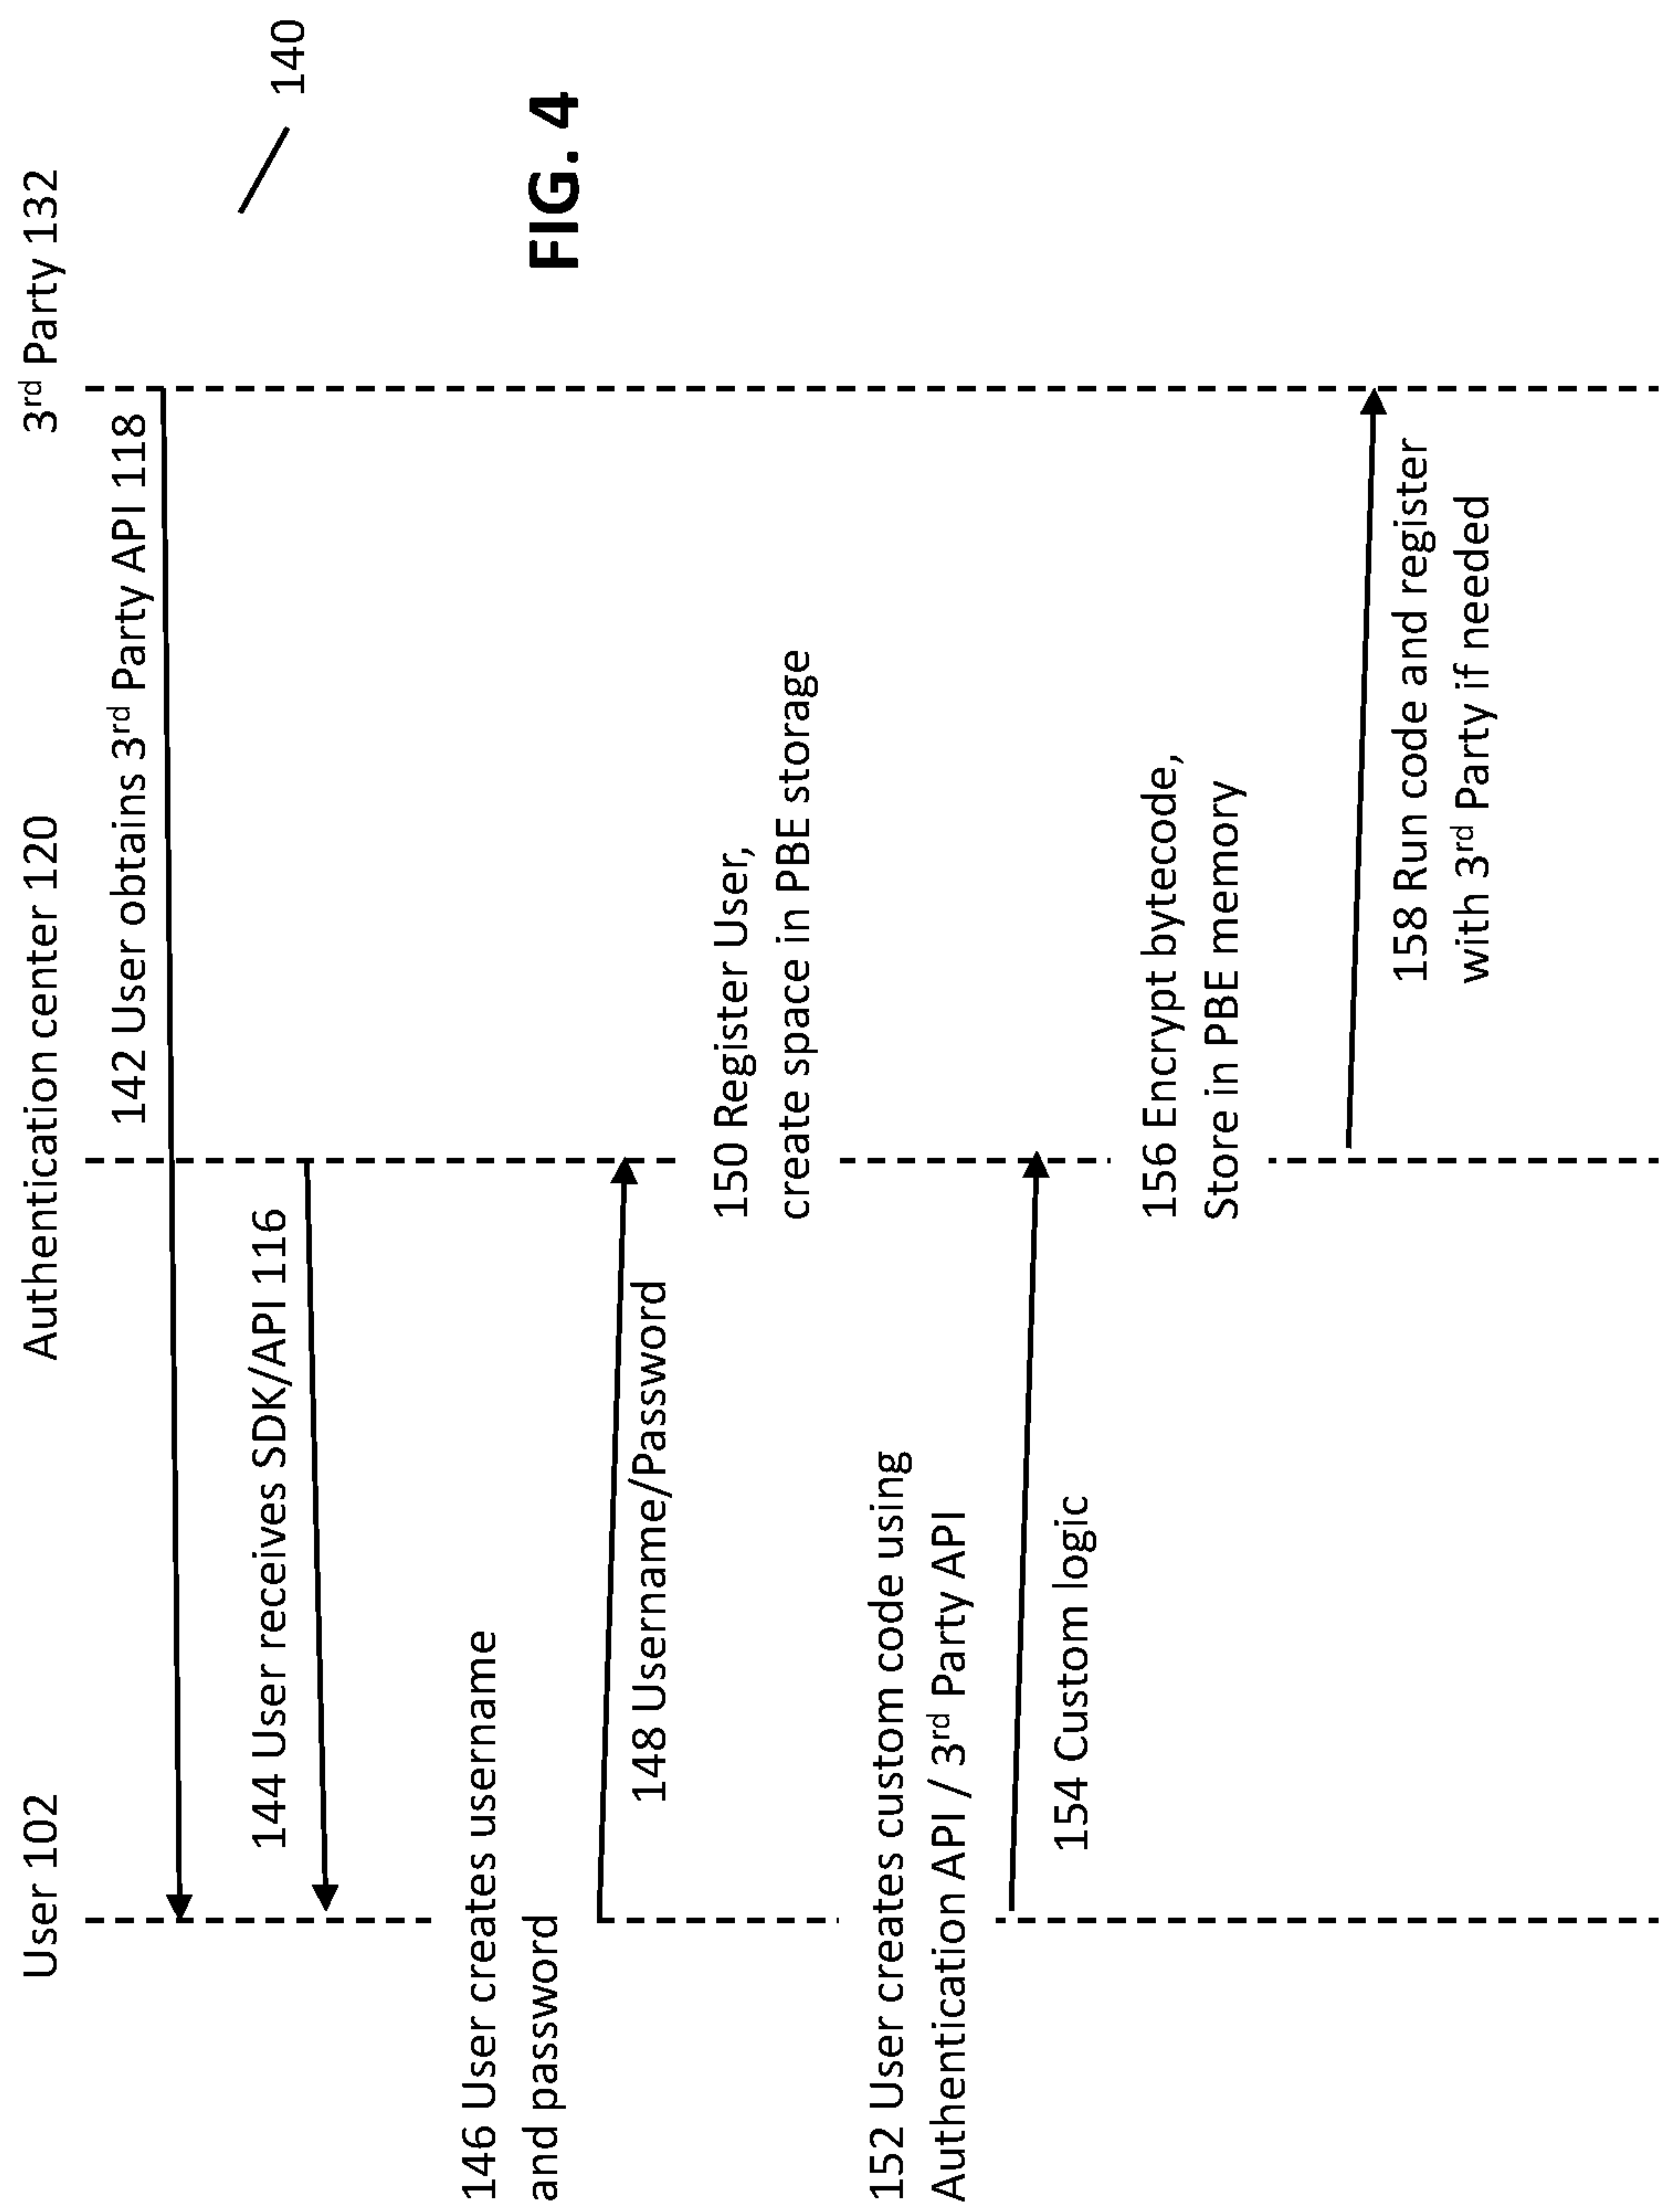 User 102
Authentication center 120
3rd Party 132
142 User obtains 3rd Party API 118
140
144 User receives SDK/API 116
146 User creates username
and password
FIG. 4
148 Username/Password
150 Register User,
create space in PBE storage
152 User creates custom code using
Authentication API / 3rd Party API
154 Custom logic
156 Encrypt bytecode,
Store in PBE memory
158 Run code and register
with 3rd Party if needed